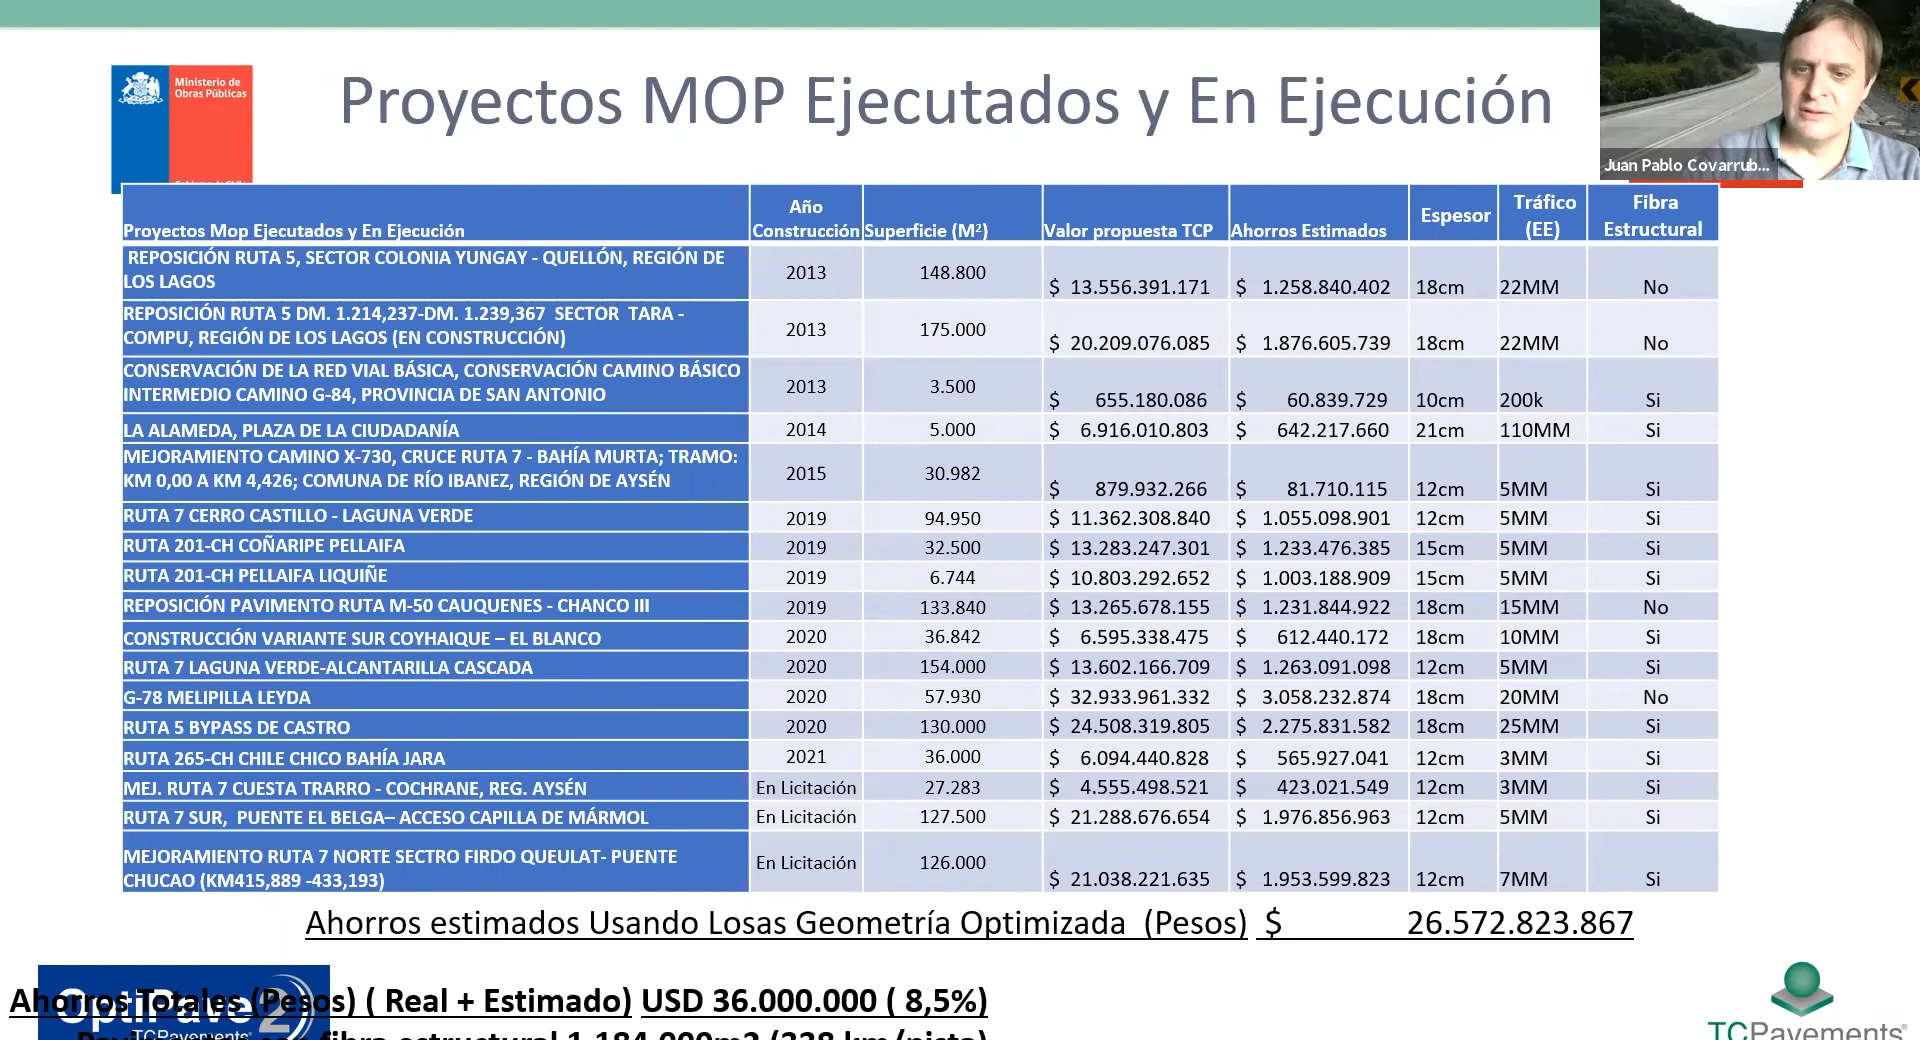 Proyectos MOP Ejecutados y En Ejecución
Ministerio de
Obras Públicas
Juan Pablo Covarrub...
Proyectos Mop Ejecutados y En Ejecución Año Construcción Superficie (M²) Valor propuesta TCP Ahorros Estimados Espesor Tráfico (EE) Fibra Estructural
REPOSICIÓN RUTA 5, SECTOR COLONIA YUNGAY - QUELLÓN, REGIÓN DE
LOS LAGOS 2013 148.800 $ 13.556.391.171 $ 1.258.840.402 18cm 22MM No
REPOSICIÓN RUTA 5 DM. 1.214,237-DM. 1.239,367 SECTOR TARA -
COMPU, REGIÓN DE LOS LAGOS (EN CONSTRUCCIÓN) 2013 175.000 $ 20.209.076.085 $ 1.876.605.739 18cm 22MM No
CONSERVACIÓN DE LA RED VIAL BÁSICA, CONSERVACIÓN CAMINO BÁSICO
INTERMEDIO CAMINO G-84, PROVINCIA DE SAN ANTONIO 2013 3.500 $ 655.180.086 $ 60.839.729 10cm 200k Si
LA ALAMEDA, PLAZA DE LA CIUDADANÍA 2014 5.000 $ 6.916.010.803 $ 642.217.660 21cm 110MM Si
MEJORAMIENTO CAMINO X-730, CRUCE RUTA 7 - BAHÍA MURTA; TRAMO:
KM 0,00 A KM 4,426; COMUNA DE RÍO IBANEZ, REGIÓN DE AYSÉN 2015 30.982 $ 879.932.266 $ 81.710.115 12cm 5MM Si
RUTA 7 CERRO CASTILLO - LAGUNA VERDE 2019 94.950 $ 11.362.308.840 $ 1.055.098.901 12cm 5MM Si
RUTA 201-CH COÑARIPE PELLAIFA 2019 32.500 $ 13.283.247.301 $ 1.233.476.385 15cm 5MM Si
RUTA 201-CH PELLAIFA LIQUIÑE 2019 6.744 $ 10.803.292.652 $ 1.003.188.909 15cm 5MM Si
REPOSICIÓN PAVIMENTO RUTA M-50 CAUQUENES - CHANCO III 2019 133.840 $ 13.265.678.155 $ 1.231.844.922 18cm 15MM No
CONSTRUCCIÓN VARIANTE SUR COYHAIQUE – EL BLANCO 2020 36.842 $ 6.595.338.475 $ 612.440.172 18cm 10MM Si
RUTA 7 LAGUNA VERDE-ALCANTARILLA CASCADA 2020 154.000 $ 13.602.166.709 $ 1.263.091.098 12cm 5MM Si
G-78 MELIPILLA LEYDA 2020 57.930 $ 32.933.961.332 $ 3.058.232.874 18cm 20MM No
RUTA 5 BYPASS DE CASTRO 2020 130.000 $ 24.508.319.805 $ 2.275.831.582 18cm 25MM Si
RUTA 265-CH CHILE CHICO BAHÍA JARA 2021 36.000 $ 6.094.440.828 $ 565.927.041 12cm 3MM Si
MEJ. RUTA 7 CUESTA TRARRO - COCHRANE, REG. AYSÉN En Licitación 27.283 $ 4.555.498.521 $ 423.021.549 12cm 3MM Si
RUTA 7 SUR, PUENTE EL BELGA– ACCESO CAPILLA DE MÁRMOL En Licitación 127.500 $ 21.288.676.654 $ 1.976.856.963 12cm 5MM Si
MEJORAMIENTO RUTA 7 NORTE SECTRO FIRDO QUEULAT- PUENTE
CHUCAO (KM415,889 -433,193) En Licitación 126.000 $ 21.038.221.635 $ 1.953.599.823 12cm 7MM Si
Ahorros estimados Usando Losas Geometría Optimizada (Pesos) $ 26.572.823.867
Ahorros Totales (Pesos) ( Real + Estimado) USD 36.000.000 ( 8,5%)
OptiPave2
TCPavements
fibra estructural 1.184.000m2 (338 km/pista)
TCPavements®